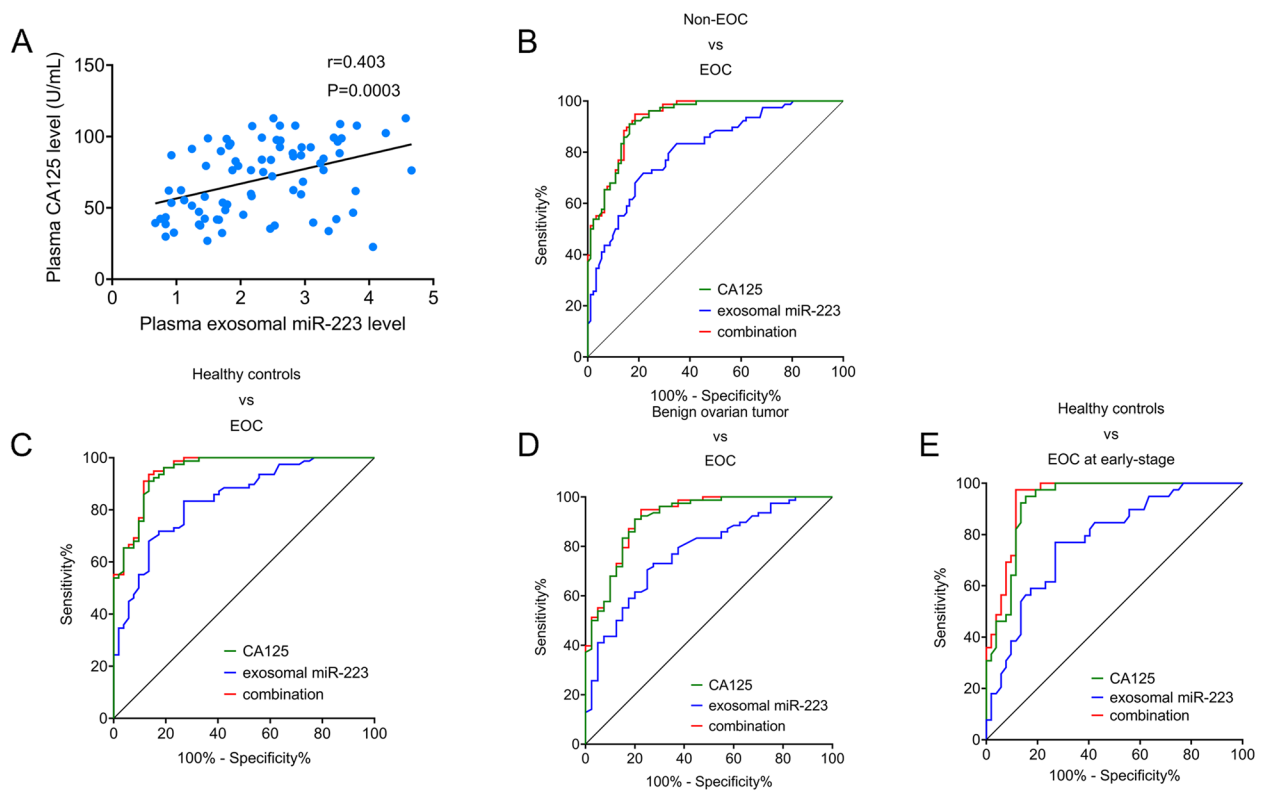 A
Plasma CA125 level (U/mL)
r=0.403
P=0.0003
150
100
50
0
0 1 2 3 4 5
Plasma exosomal miR-223 level
B
Non-EOC
vs
EOC
Sensitivity%
100
80
60
40
20
0
CA125
exosomal miR-223
combination
0 20 40 60 80 100
100% - Specificity%
C
Healthy controls
vs
EOC
Sensitivity%
100
80
60
40
20
0
CA125
exosomal miR-223
combination
0 20 40 60 80 100
100% - Specificity%
D
Benign ovarian tumor
vs
EOC
Sensitivity%
100
80
60
40
20
0
CA125
exosomal miR-223
combination
0 20 40 60 80 100
100% - Specificity%
E
Healthy controls
vs
EOC at early-stage
Sensitivity%
100
80
60
40
20
0
CA125
exosomal miR-223
combination
0 20 40 60 80 100
100% - Specificity%